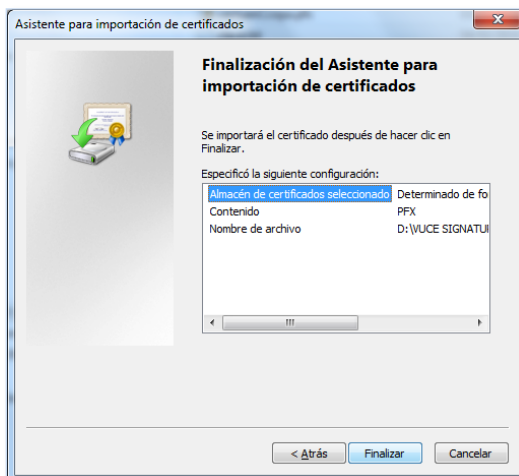 Asistente para importación de certificados
Finalización del Asistente para
importación de certificados
Se importará el certificado después de hacer clic en
Finalizar.
Especificó la siguiente configuración:
Almacén de certificados seleccionado Determinado de fo
Contenido PFX
Nombre de archivo D:\VUCE SIGNATU
< Atrás Finalizar Cancelar